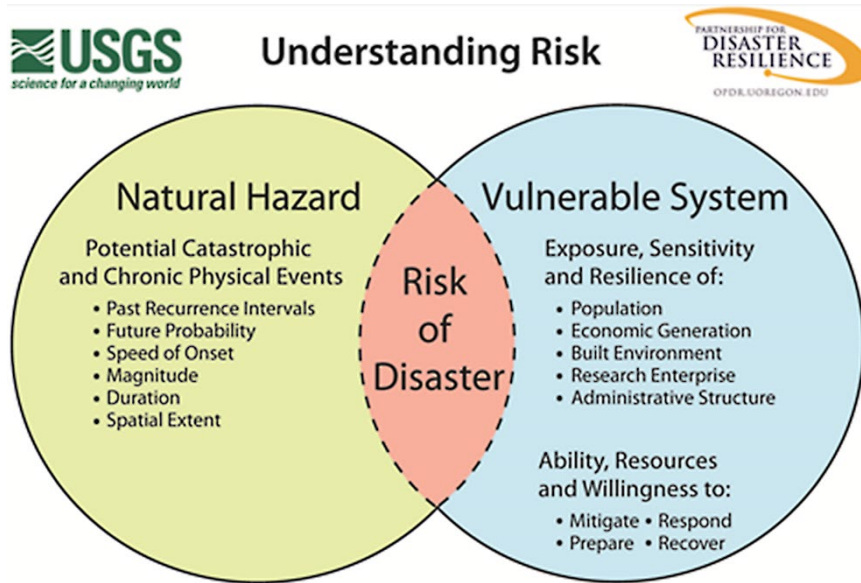 USGS
science for a changing world
Understanding Risk
PARTNERSHIP FOR
DISASTER
RESILIENCE
OPDR.UOREGON.EDU
Natural Hazard
Potential Catastrophic
and Chronic Physical Events
• Past Recurrence Intervals
• Future Probability
• Speed of Onset
• Magnitude
• Duration
• Spatial Extent
Risk
of
Disaster
Vulnerable System
Exposure, Sensitivity
and Resilience of:
• Population
• Economic Generation
• Built Environment
• Research Enterprise
• Administrative Structure
Ability, Resources
and Willingness to:
• Mitigate • Respond
• Prepare • Recover